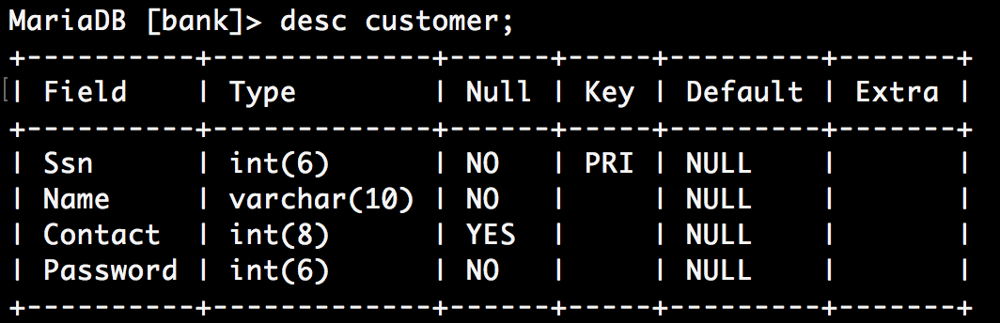 MariaDB [bank]> desc customer;
+----------+-------------+------+-----+---------+-------+
| Field    | Type        | Null | Key | Default | Extra |
+----------+-------------+------+-----+---------+-------+
| Ssn      | int(6)      | NO   | PRI | NULL    |       |
| Name     | varchar(10) | NO   |     | NULL    |       |
| Contact  | int(8)      | YES  |     | NULL    |       |
| Password | int(6)      | NO   |     | NULL    |       |
+----------+-------------+------+-----+---------+-------+